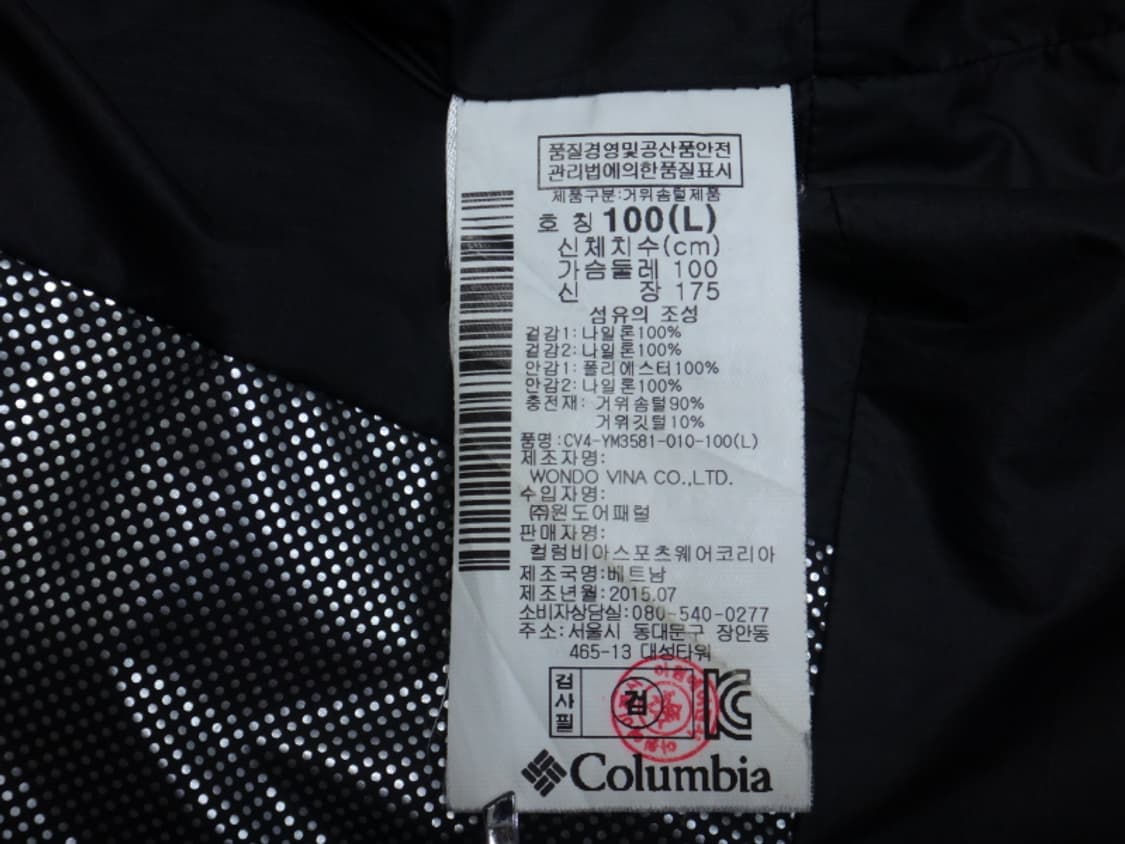 품질경영및공산품안전
관리법에의한품질표시
제품구분:거위솜털제품
호 칭 100(L)
신체치수(cm)
가슴둘레 100
신 장 175
섬유의 조성
겉감1: 나일론100%
겉감2: 나일론100%
안감1: 폴리에스터100%
안감2: 나일론100%
충전재: 거위솜털90%
거위깃털10%
품명:CV4-YM3581-010-100(L)
제조자명:
WONDO VINA CO.,LTD.
수입자명:
㈜원도어패럴
판매자명:
컬럼비아스포츠웨어코리아
제조국명:베트남
제조년월:2015.07
소비자상담실:080-540-0277
주소:서울시 동대문구 장안동
465-13 대성타워
검사필
검
Columbia